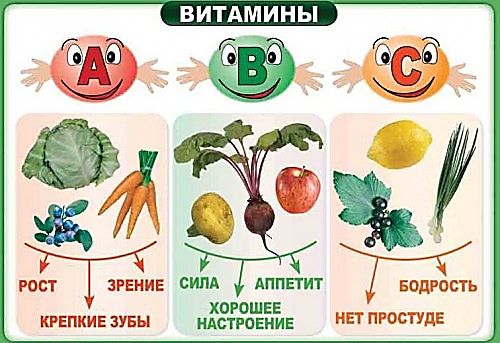 ВИТАМИНЫ
А
В
С
РОСТ
ЗРЕНИЕ
КРЕПКИЕ ЗУБЫ
СИЛА
АППЕТИТ
ХОРОШЕЕ
НАСТРОЕНИЕ
БОДРОСТЬ
НЕТ ПРОСТУДЕ